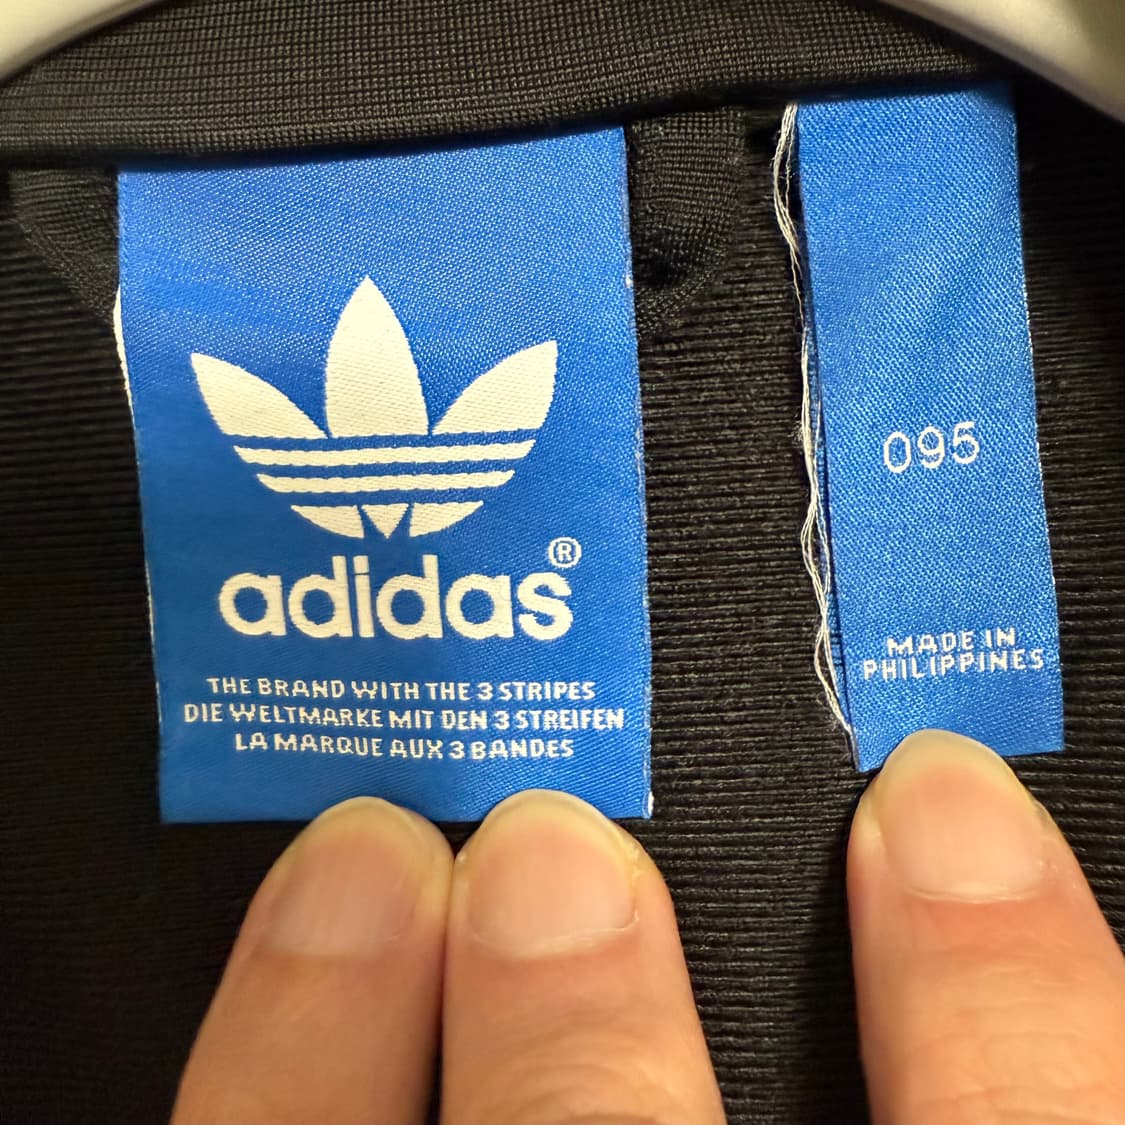 adidas®
THE BRAND WITH THE 3 STRIPES
DIE WELTMARKE MIT DEN 3 STREIFEN
LA MARQUE AUX 3 BANDES
095
MADE IN
PHILIPPINES